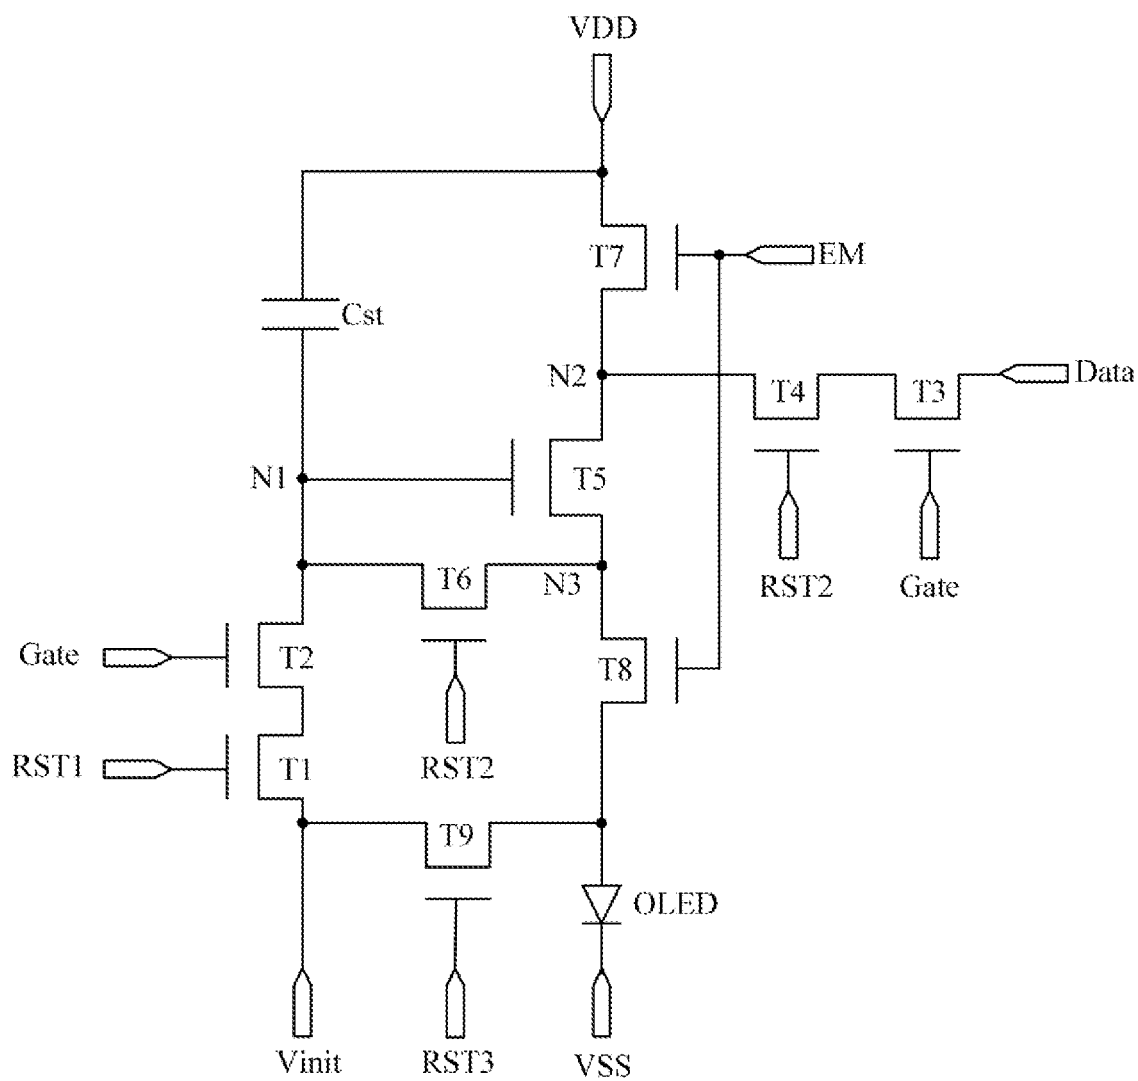 VDD
T7
EM
Cst
N2
Data
T4
T3
N1
T5
T6
N3
RST2
Gate
Gate
T2
T8
RST1
T1
RST2
T9
OLED
Vinit
RST3
VSS